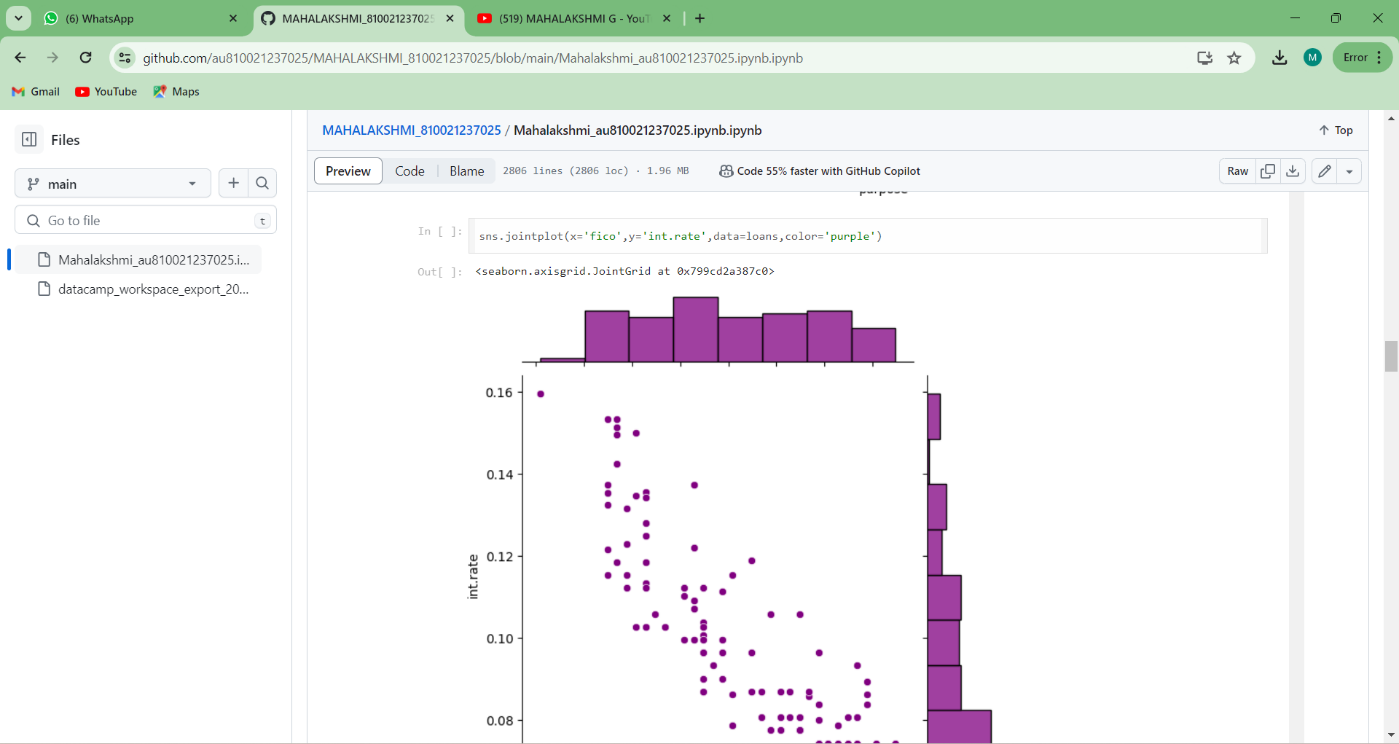 (6) WhatsApp
MAHALAKSHMI_810021237025
(519) MAHALAKSHMI G - YouT
github.com/au810021237025/MAHALAKSHMI_810021237025/blob/main/Mahalakshmi_au810021237025.ipynb.ipynb
M
Error
Gmail
YouTube
Maps
Files
main
Go to file
t
Mahalakshmi_au810021237025.i...
datacamp_workspace_export_20...
MAHALAKSHMI_810021237025 / Mahalakshmi_au810021237025.ipynb.ipynb
Top
Preview
Code
Blame
2806 lines (2806 loc) · 1.96 MB
Code 55% faster with GitHub Copilot
Raw
purpose
In [ ]:
sns.jointplot(x='fico',y='int.rate',data=loans,color='purple')
Out[ ]:
<seaborn.axisgrid.JointGrid at 0x799cd2a387c0>
0.16
0.14
0.12
int.rate
0.10
0.08